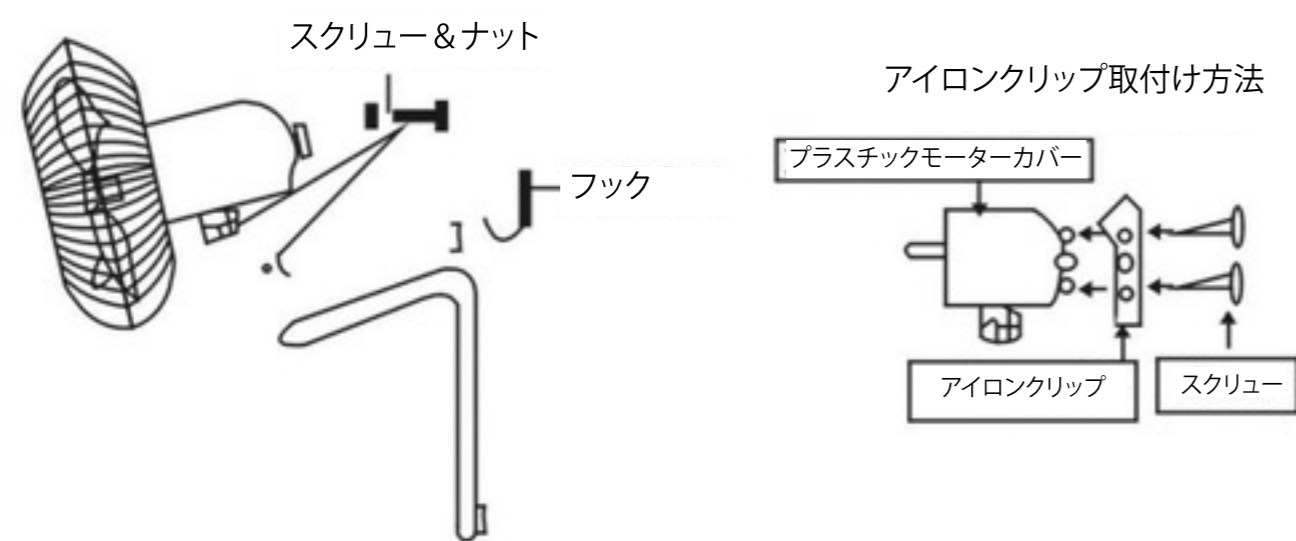 スクリュー＆ナット
フック
アイロンクリップ取付け方法
プラスチックモーターカバー
アイロンクリップ
スクリュー